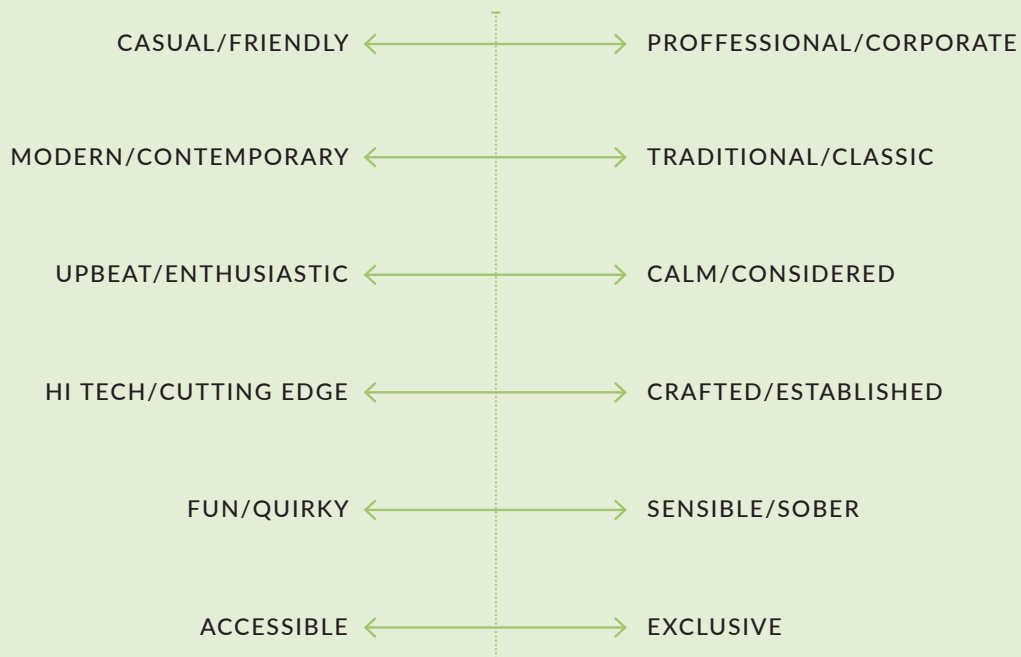 CASUAL/FRIENDLY PROFFESSIONAL/CORPORATE
MODERN/CONTEMPORARY TRADITIONAL/CLASSIC
UPBEAT/ENTHUSIASTIC CALM/CONSIDERED
HI TECH/CUTTING EDGE CRAFTED/ESTABLISHED
FUN/QUIRKY SENSIBLE/SOBER
ACCESSIBLE EXCLUSIVE